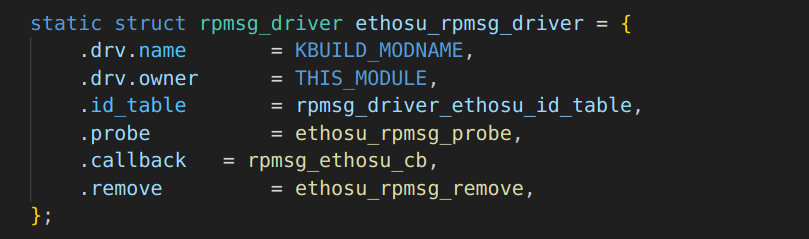 static struct rpmsg_driver ethosu_rpmsg_driver = {
    .drv.name       = KBUILD_MODNAME,
    .drv.owner      = THIS_MODULE,
    .id_table       = rpmsg_driver_ethosu_id_table,
    .probe          = ethosu_rpmsg_probe,
    .callback   = rpmsg_ethosu_cb,
    .remove         = ethosu_rpmsg_remove,
};